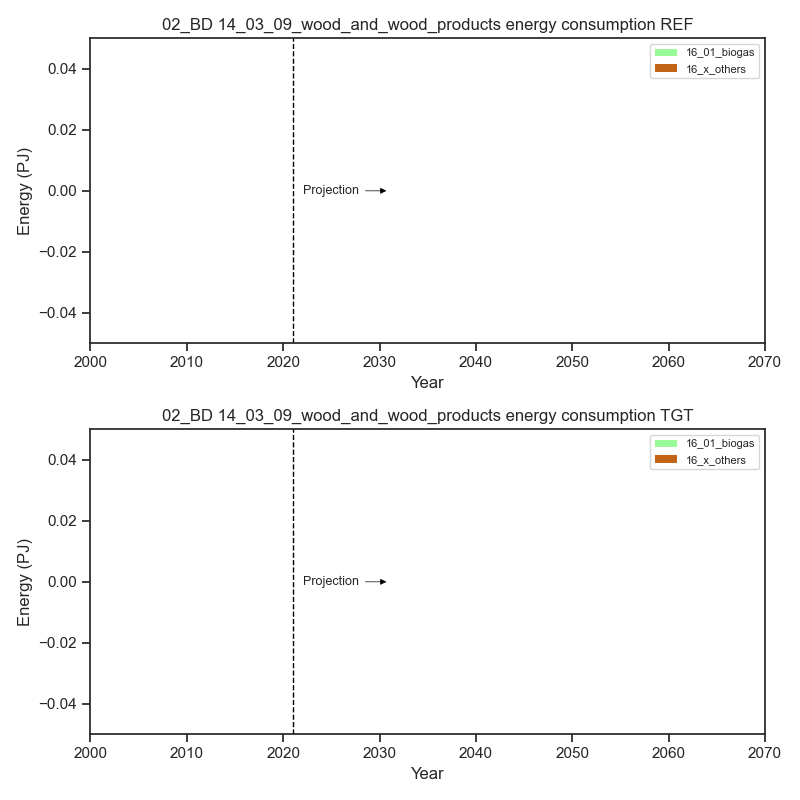 02_BD 14_03_09_wood_and_wood_products energy consumption REF
16_01_biogas
16_x_others
0.04
0.02
0.00
−0.02
−0.04
Energy (PJ)
Projection
2000 2010 2020 2030 2040 2050 2060 2070
Year
02_BD 14_03_09_wood_and_wood_products energy consumption TGT
16_01_biogas
16_x_others
0.04
0.02
0.00
−0.02
−0.04
Energy (PJ)
Projection
2000 2010 2020 2030 2040 2050 2060 2070
Year